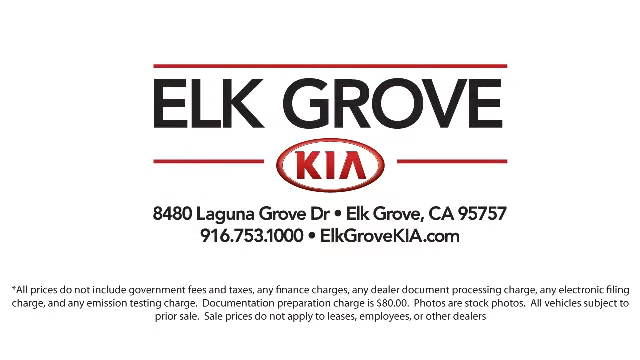 ELK GROVE
KIA
8480 Laguna Grove Dr • Elk Grove, CA 95757
916.753.1000 • ElkGroveKIA.com
*All prices do not include government fees and taxes, any finance charges, any dealer document processing charge, any electronic filing
charge, and any emission testing charge. Documentation preparation charge is $80.00. Photos are stock photos. All vehicles subject to
prior sale. Sale prices do not apply to leases, employees, or other dealers